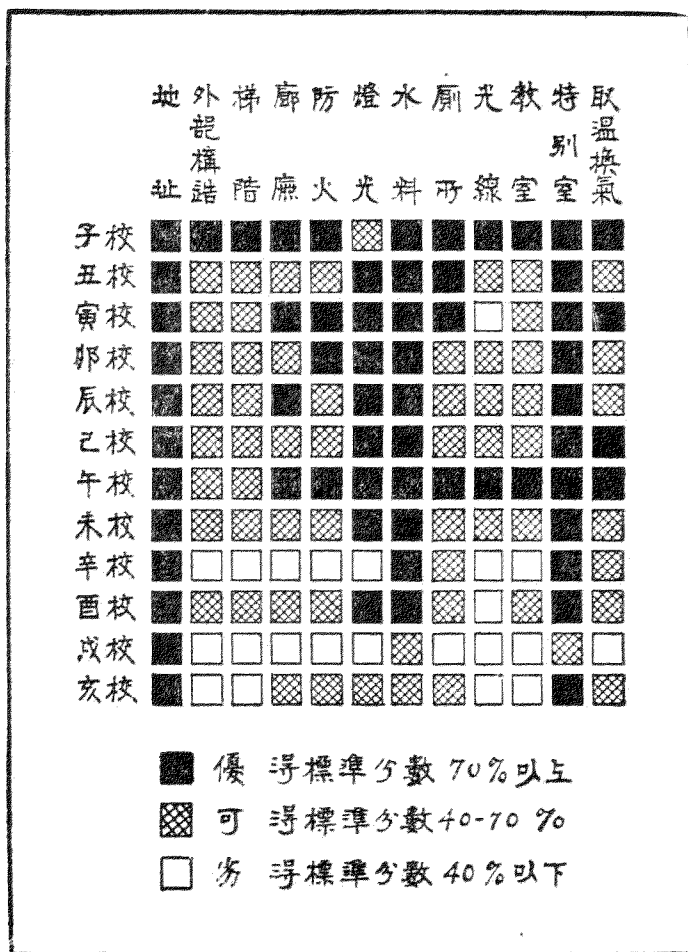 地址 外部構造 梯階 廊廡 防火 燈光 水料 廁所 光線 教室 特別室 取温換氣
子校
丑校
寅校
卯校
辰校
己校
午校
未校
辛校
酉校
戌校
亥校
優 得標準分數 70%以上
可 得標準分數 40-70%
劣 得標準分數 40%以下